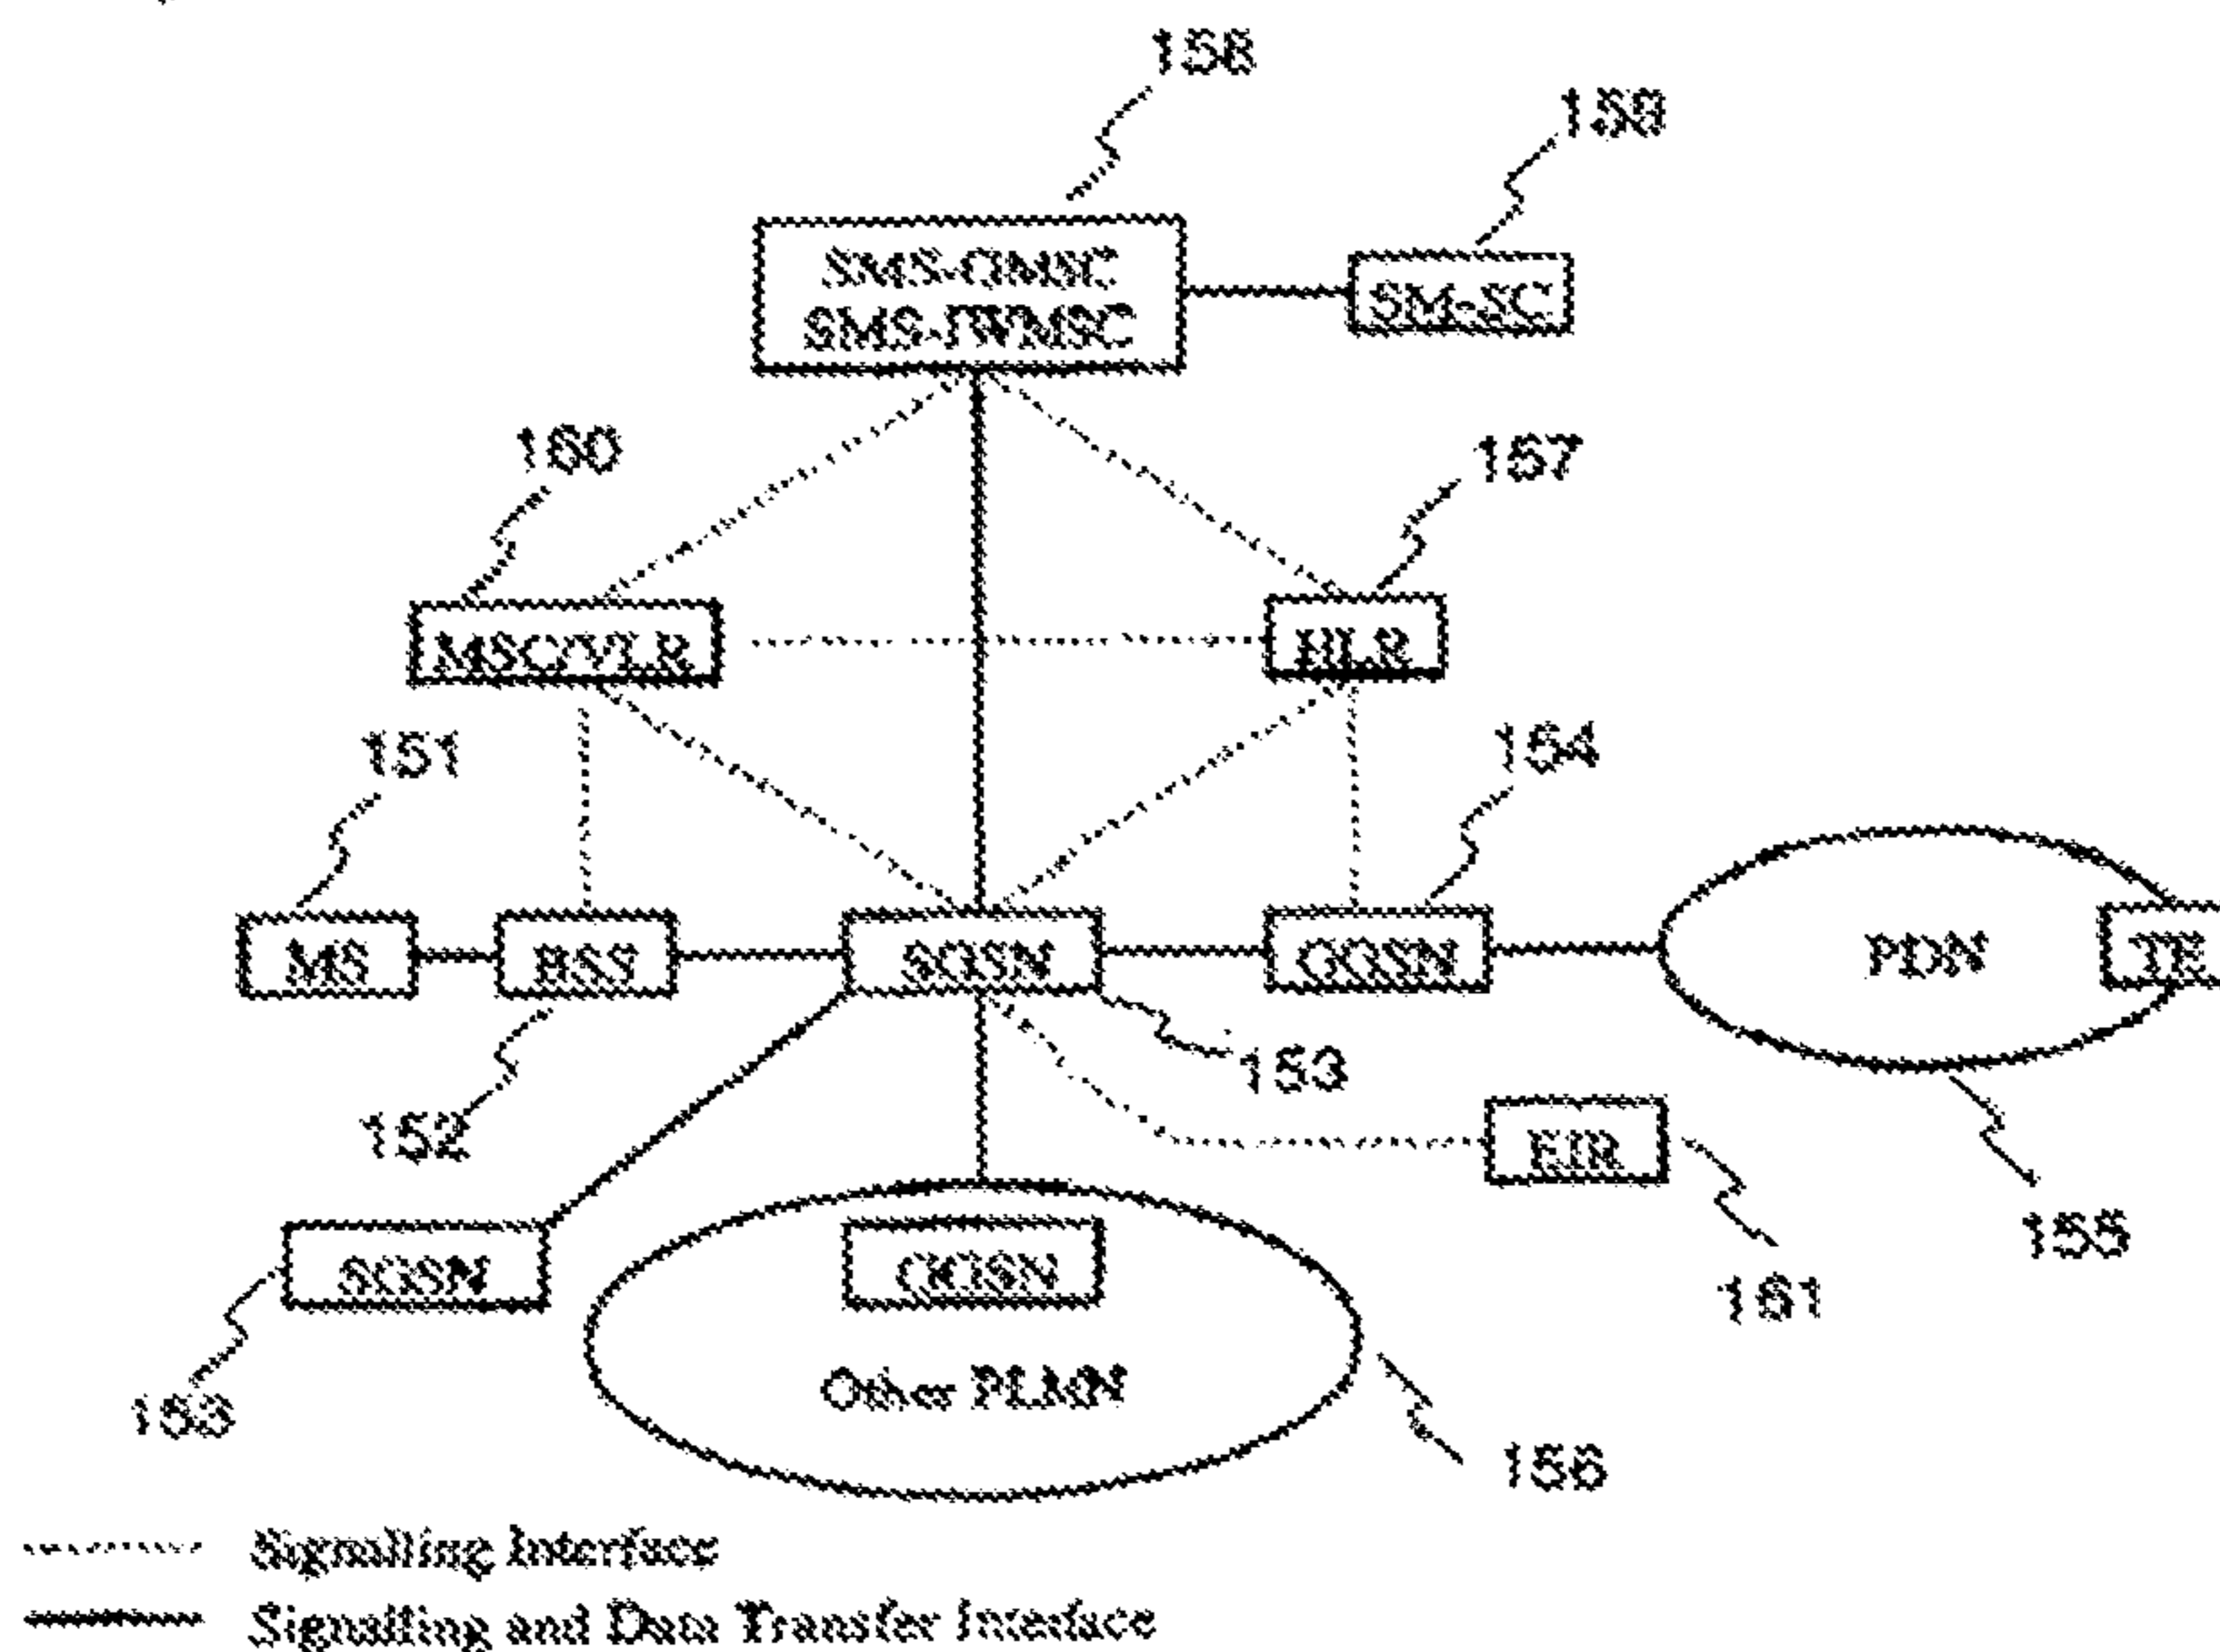 158
159
SMS-GMSC
SMS-IWMSC
SM-SC
160
157
MSC/VLR
HLR
151
154
MS
BSS
SGSN
GGSN
PDN
TE
153
152
EIR
SGSN
GGSN
155
161
Other PLMN
153
156
Signalling Interface
Signalling and Data Transfer Interface